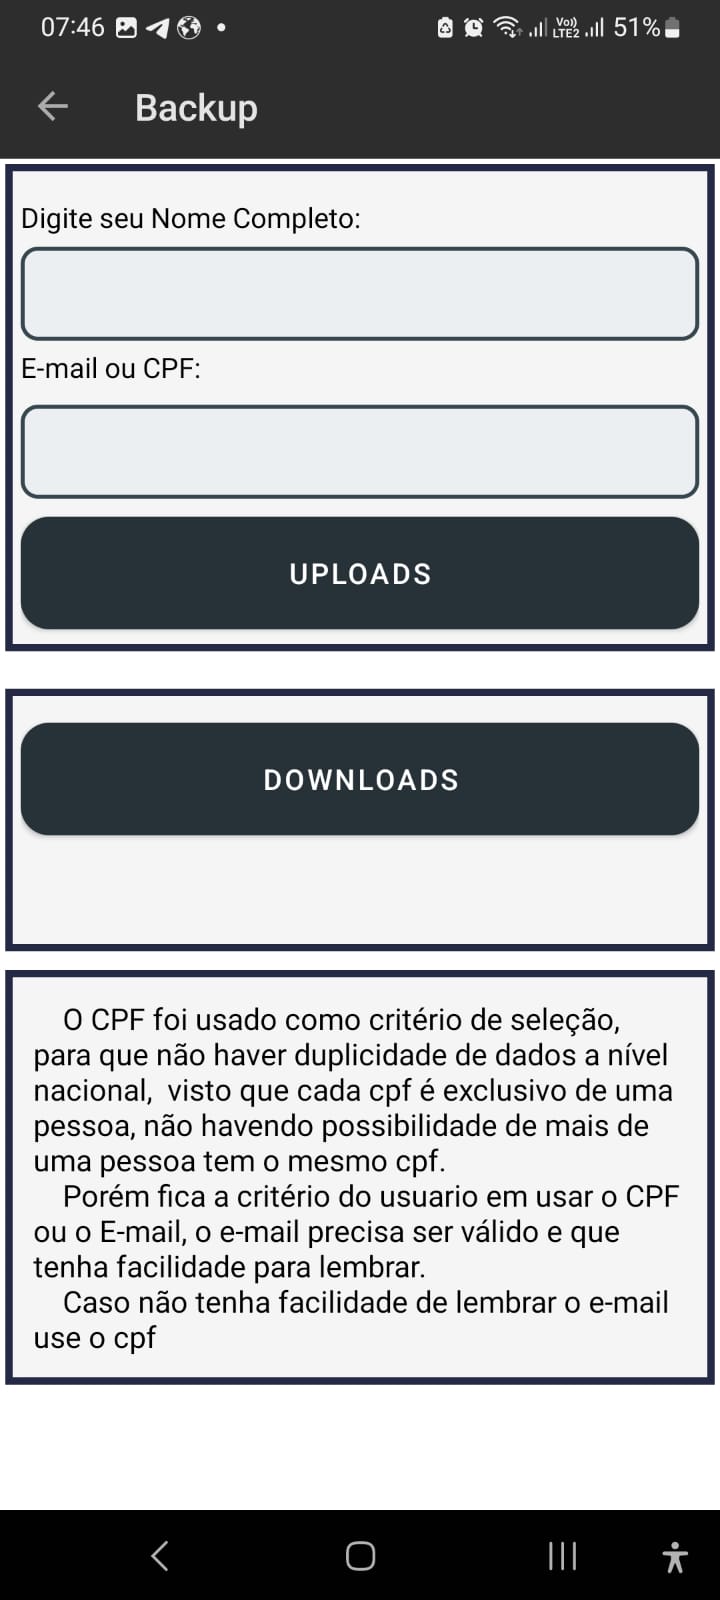 07:46
Vo))
LTE2
51%
Backup
Digite seu Nome Completo:
E-mail ou CPF:
UPLOADS
DOWNLOADS
O CPF foi usado como critério de seleção,
para que não haver duplicidade de dados a nível
nacional,  visto que cada cpf é exclusivo de uma
pessoa, não havendo possibilidade de mais de
uma pessoa tem o mesmo cpf.
Porém fica a critério do usuario em usar o CPF
ou o E-mail, o e-mail precisa ser válido e que
tenha facilidade para lembrar.
Caso não tenha facilidade de lembrar o e-mail
use o cpf